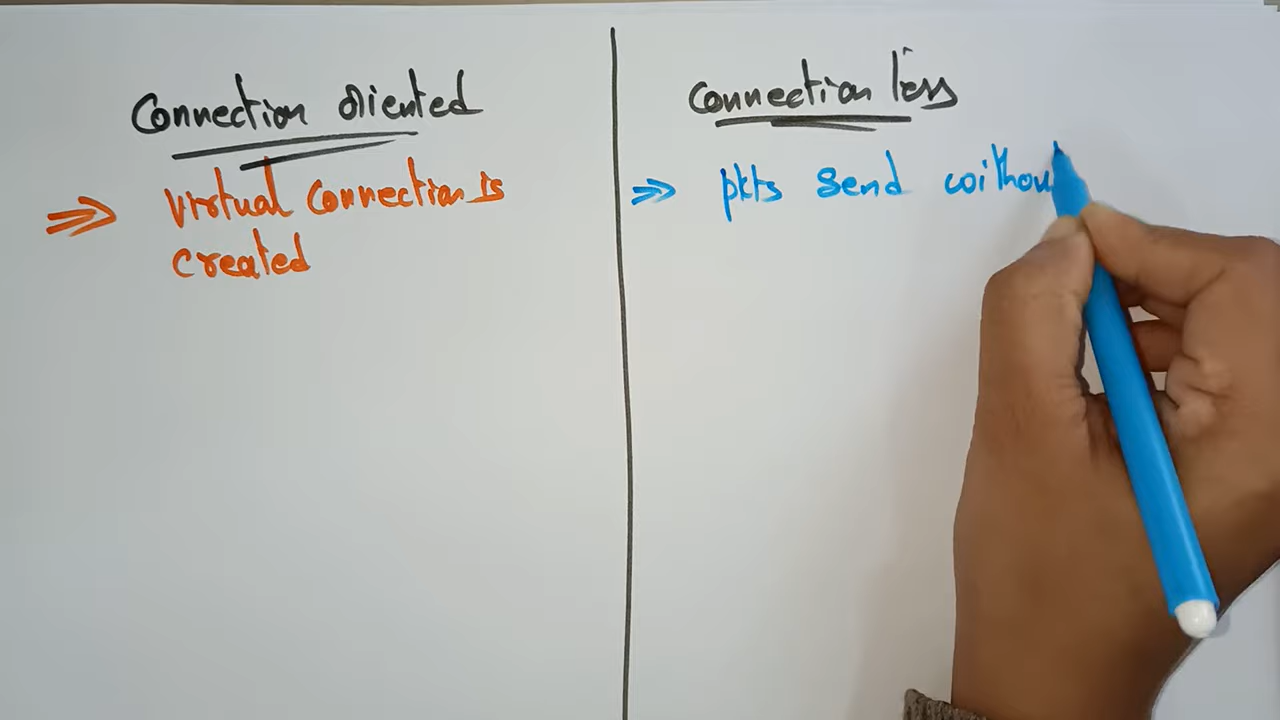 Connection oriented
virtual connection is
created
Connection less
pkts send without